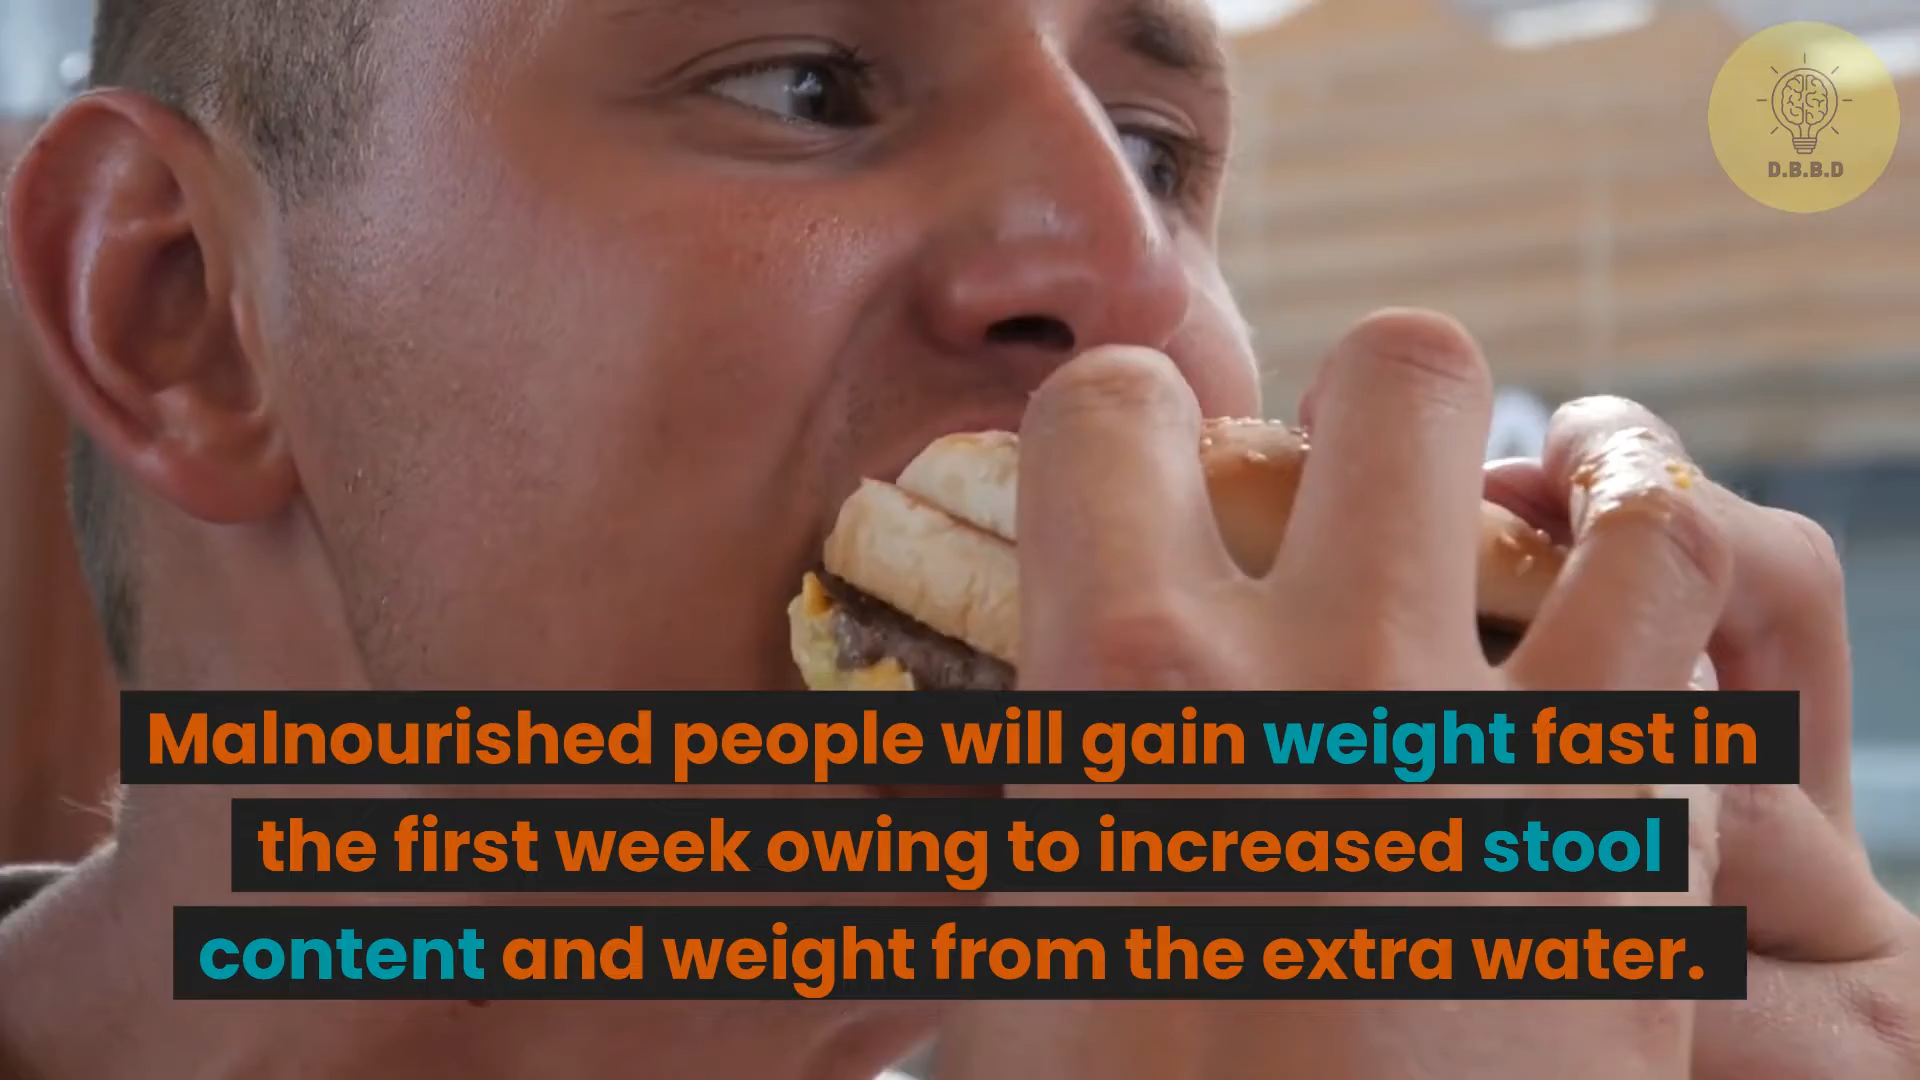 D.B.B.D
Malnourished people will gain weight fast in
the first week owing to increased stool
content and weight from the extra water.